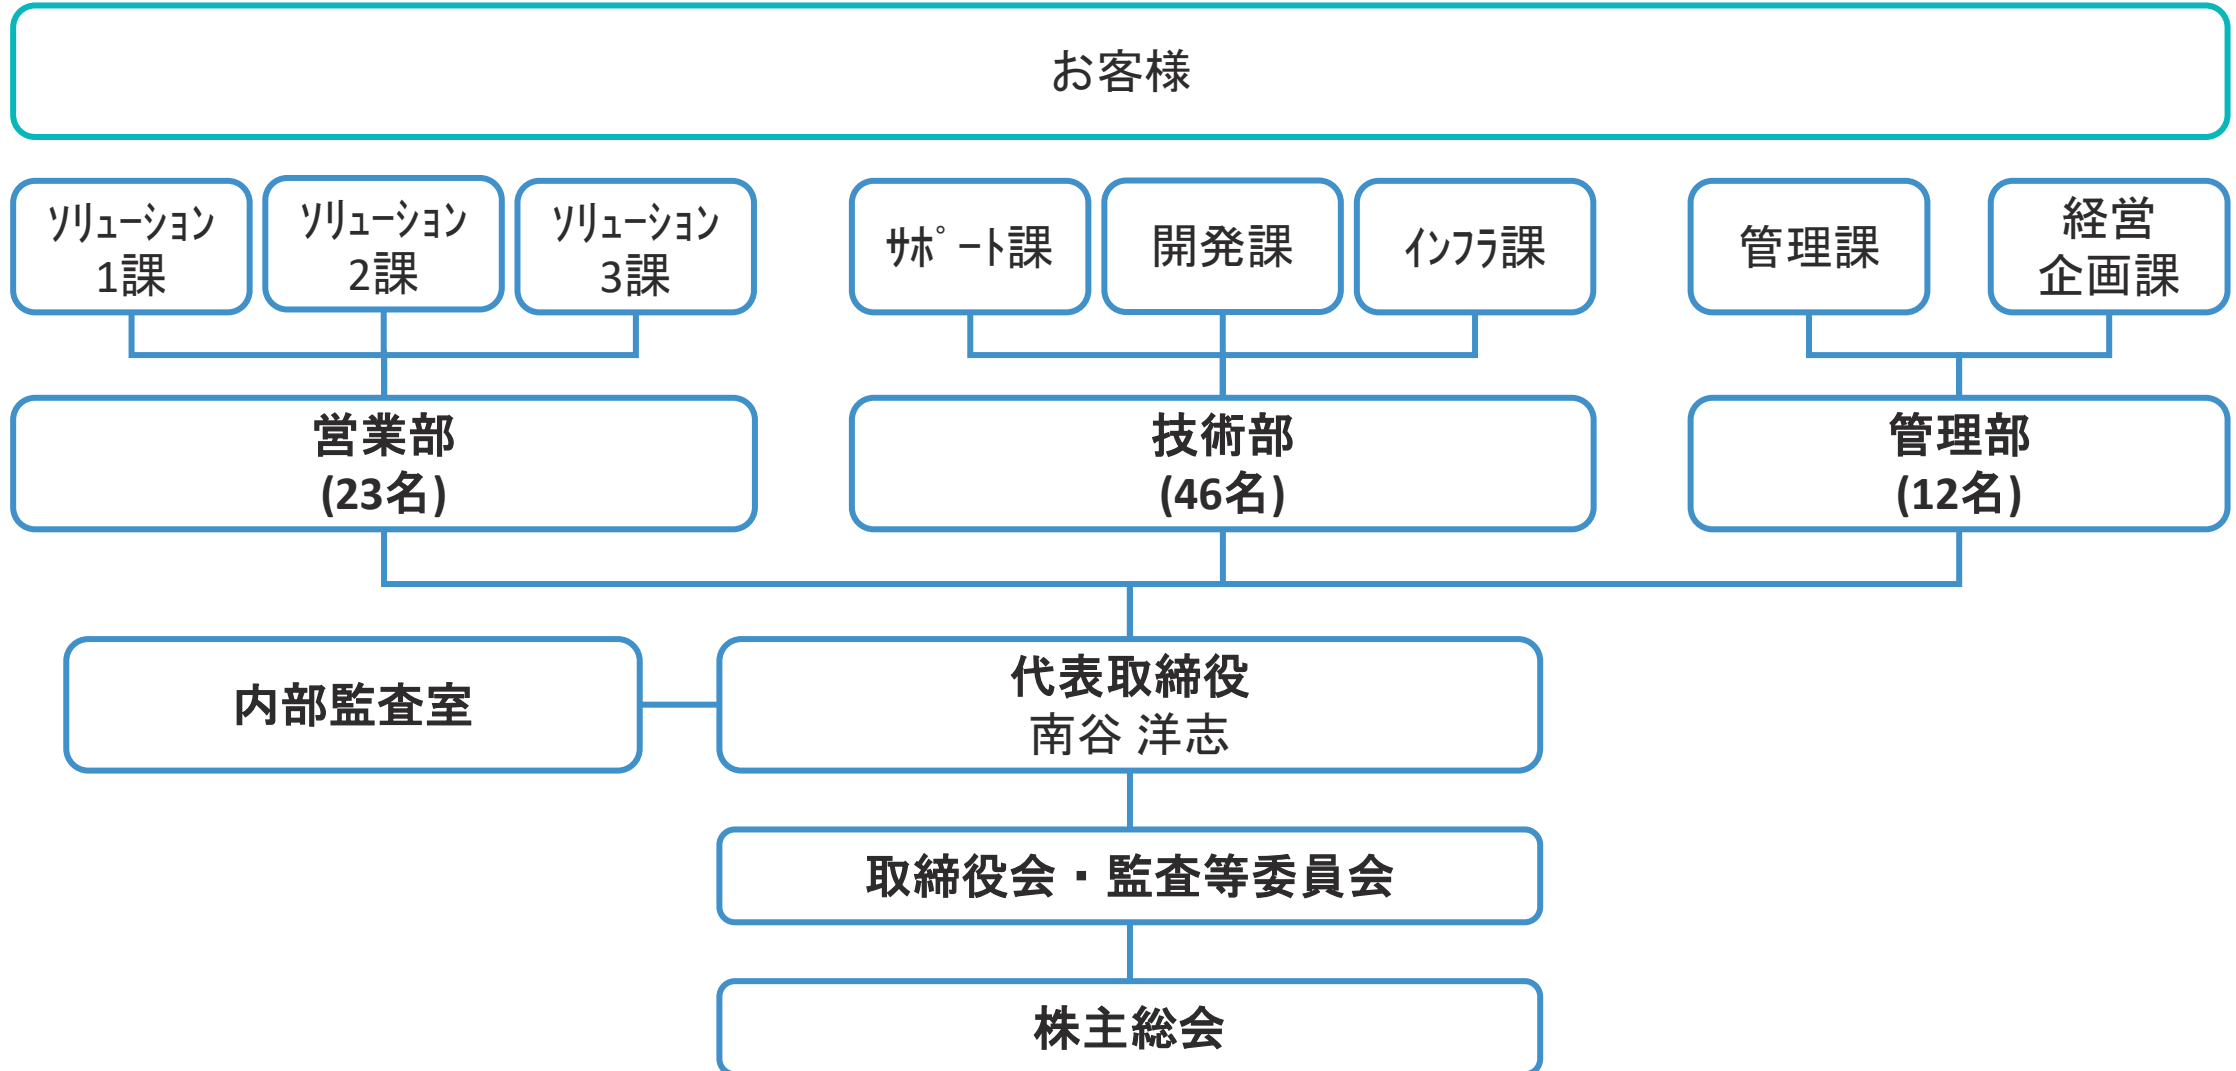 お客様
ｿﾘｭｰｼｮﾝ
1課
ｿﾘｭｰｼｮﾝ
2課
ｿﾘｭｰｼｮﾝ
3課
ｻﾎﾟｰﾄ課
開発課
ｲﾝﾌﾗ課
管理課
経営
企画課
営業部
(23名)
技術部
(46名)
管理部
(12名)
内部監査室
代表取締役
南谷 洋志
取締役会・監査等委員会
株主総会